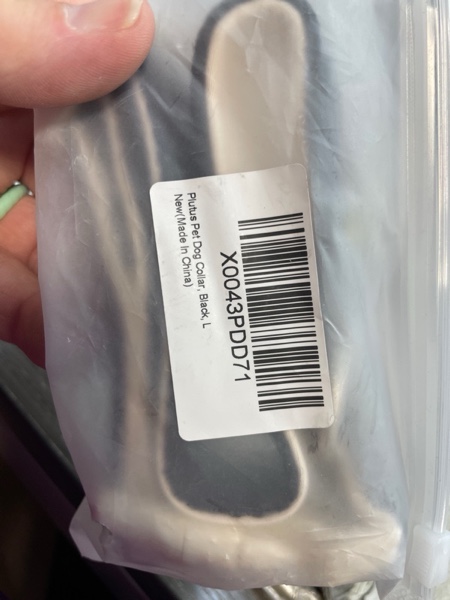 Plutus Pet Dog Collar, Black, L
New(Made In China)
X0043PDD71